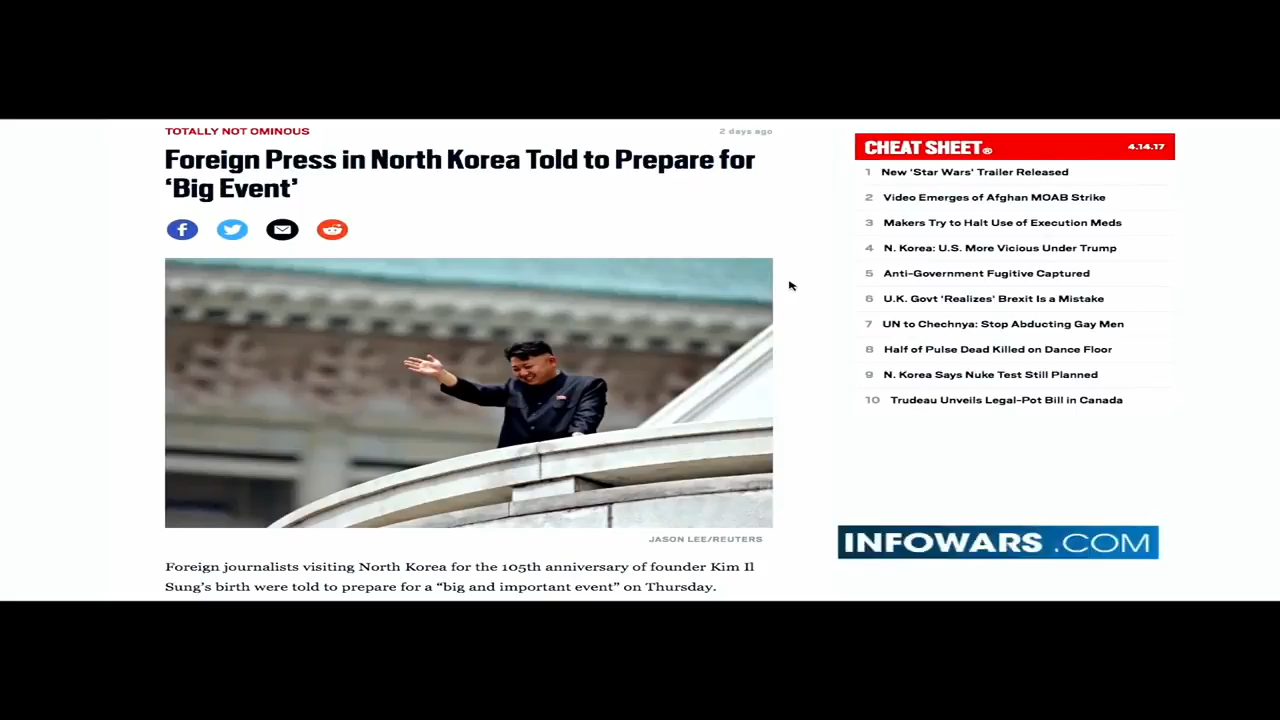 TOTALLY NOT OMINOUS
2 days ago
Foreign Press in North Korea Told to Prepare for
‘Big Event’
JASON LEE/REUTERS
Foreign journalists visiting North Korea for the 105th anniversary of founder Kim Il
Sung’s birth were told to prepare for a “big and important event” on Thursday.
CHEAT SHEET®
4.14.17
1 New ‘Star Wars’ Trailer Released
2 Video Emerges of Afghan MOAB Strike
3 Makers Try to Halt Use of Execution Meds
4 N. Korea: U.S. More Vicious Under Trump
5 Anti-Government Fugitive Captured
6 U.K. Govt ‘Realizes’ Brexit Is a Mistake
7 UN to Chechnya: Stop Abducting Gay Men
8 Half of Pulse Dead Killed on Dance Floor
9 N. Korea Says Nuke Test Still Planned
10 Trudeau Unveils Legal-Pot Bill in Canada
INFOWARS.COM